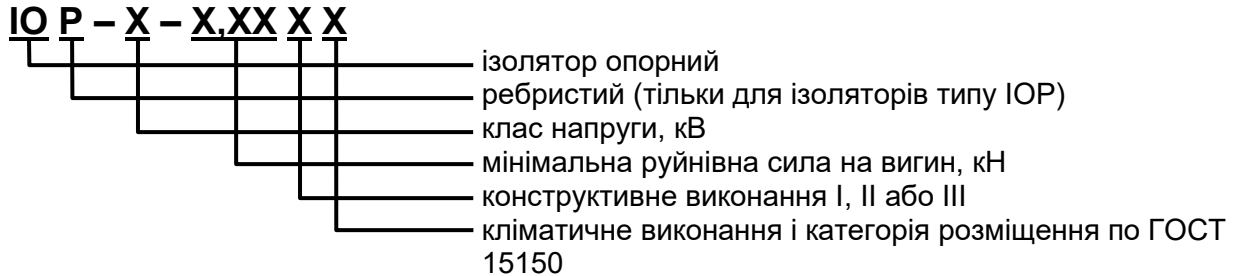 ІО Р – Х – Х,ХХ Х Х
ізолятор опорний
ребристий (тільки для ізоляторів типу ІОР)
клас напруги, кВ
мінімальна руйнівна сила на вигин, кН
конструктивне виконання І, ІІ або ІІІ
кліматичне виконання і категорія розміщення по ГОСТ
15150